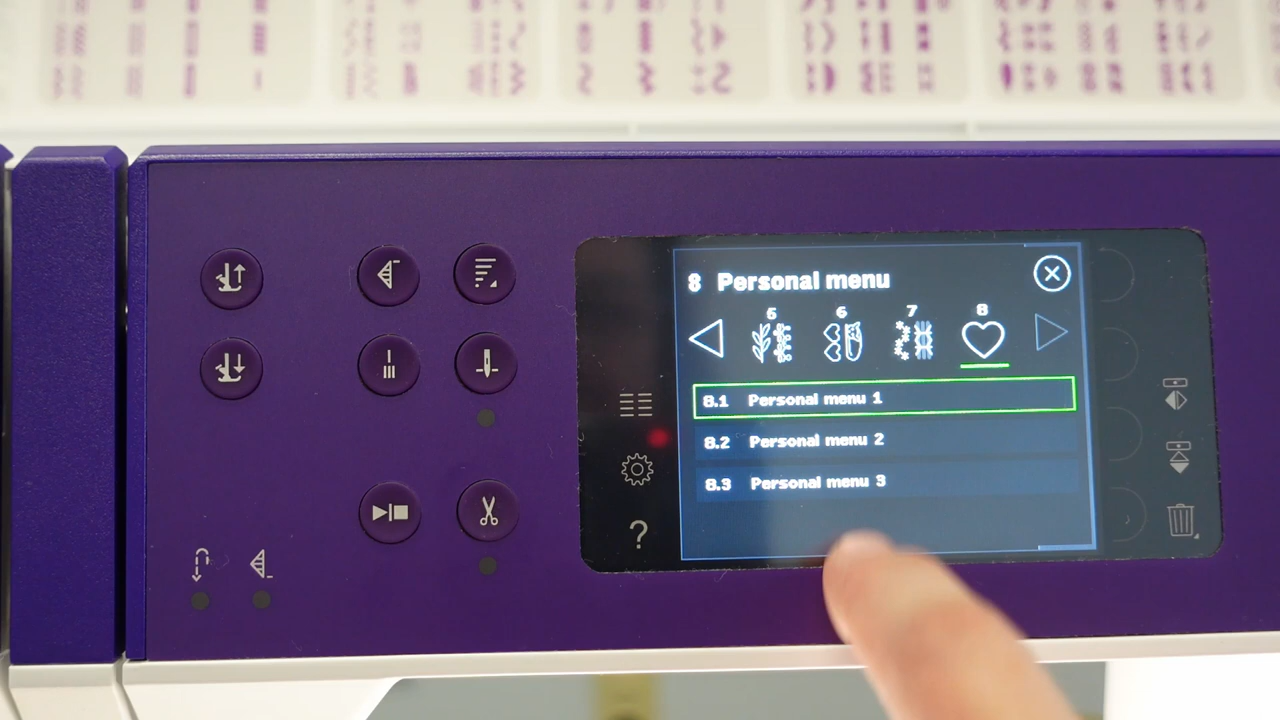 8 Personal menu
5 6 7 8
8.1 Personal menu 1
8.2 Personal menu 2
8.3 Personal menu 3
?